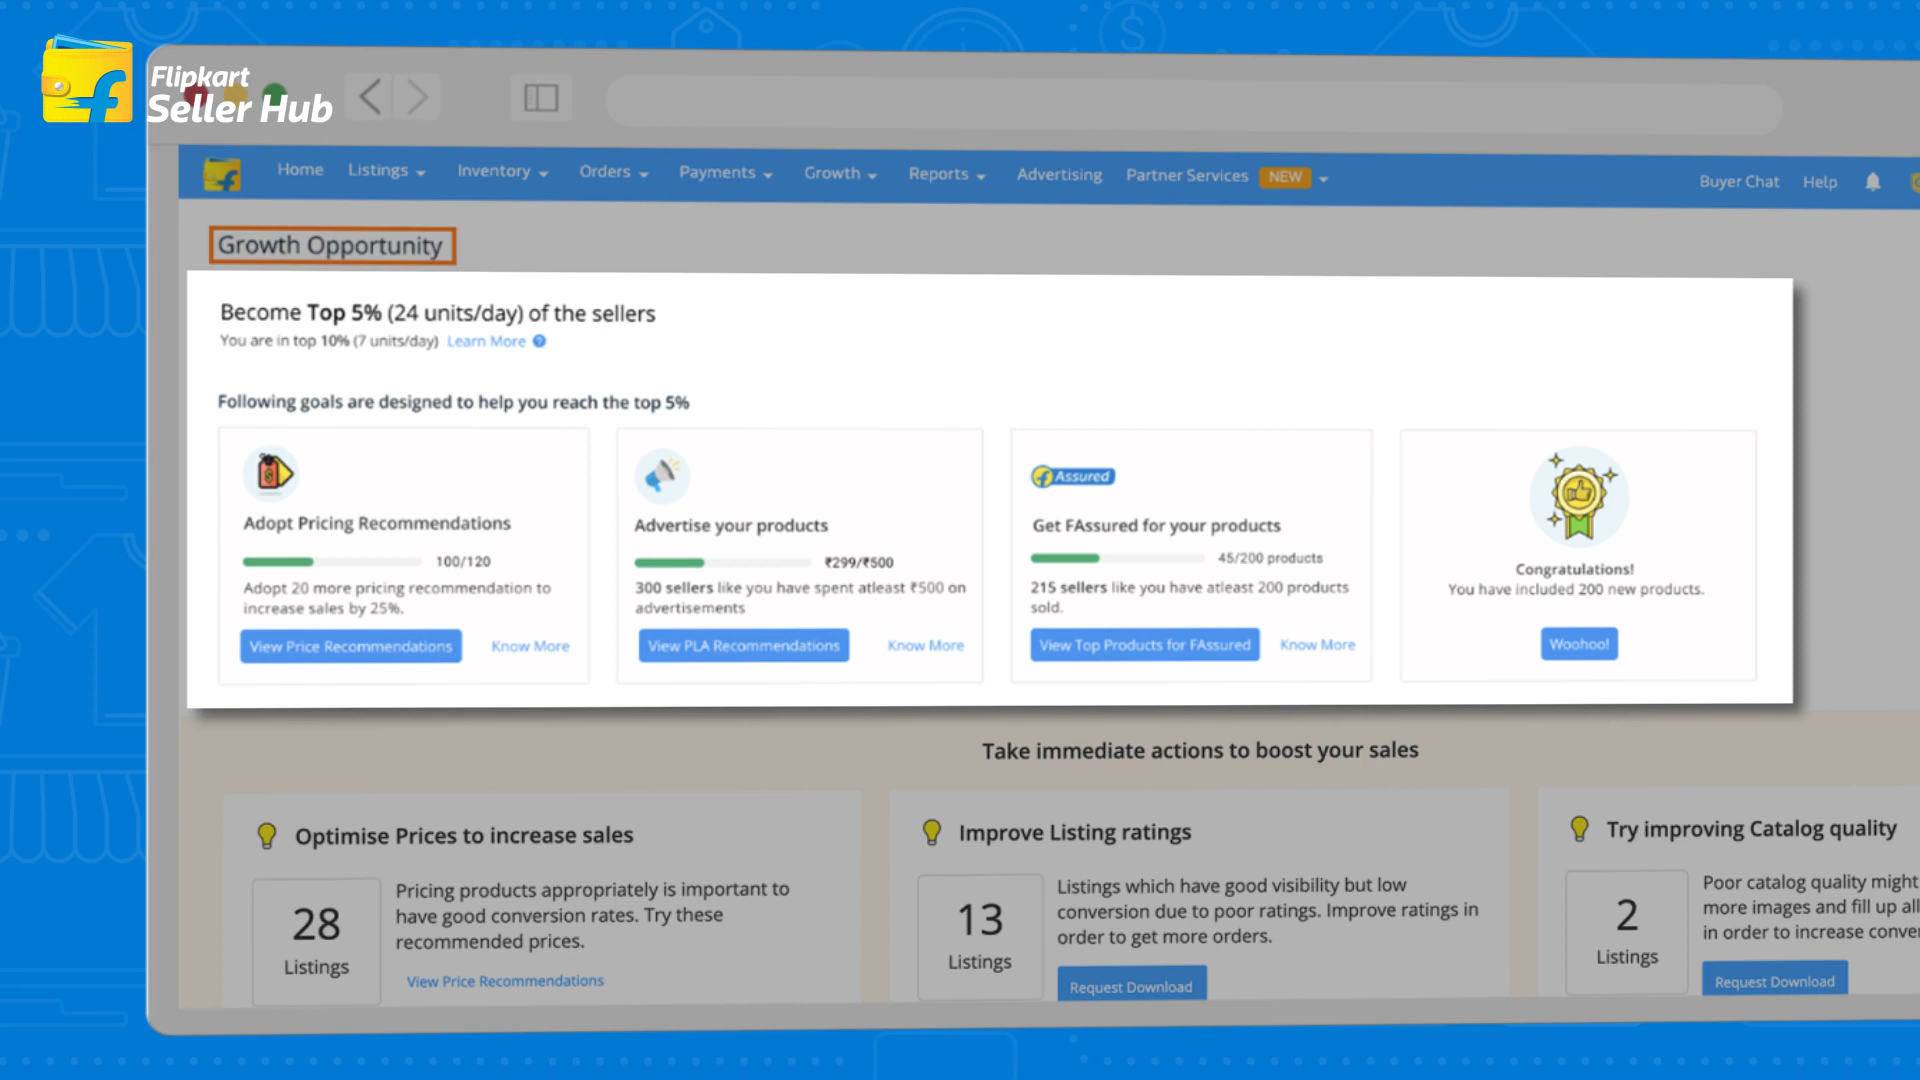 Flipkart
Seller Hub
Home Listings Inventory Orders Payments Growth Reports Advertising Partner Services NEW Buyer Chat Help
Growth Opportunity
Become Top 5% (24 units/day) of the sellers
You are in top 10% (7 units/day) Learn More ?
Following goals are designed to help you reach the top 5%
Adopt Pricing Recommendations
100/120
Adopt 20 more pricing recommendation to
increase sales by 25%.
View Price Recommendations Know More
Advertise your products
₹299/₹500
300 sellers like you have spent atleast ₹500 on
advertisements
View PLA Recommendations Know More
Assured
Get FAssured for your products
45/200 products
215 sellers like you have atleast 200 products
sold.
View Top Products for FAssured Know More
Congratulations!
You have included 200 new products.
Woohoo!
Take immediate actions to boost your sales
Optimise Prices to increase sales
28
Listings
Pricing products appropriately is important to
have good conversion rates. Try these
recommended prices.
View Price Recommendations
Improve Listing ratings
13
Listings
Listings which have good visibility but low
conversion due to poor ratings. Improve ratings in
order to get more orders.
Request Download
Try improving Catalog quality
2
Listings
Poor catalog quality might
more images and fill up all
in order to increase conver
Request Download